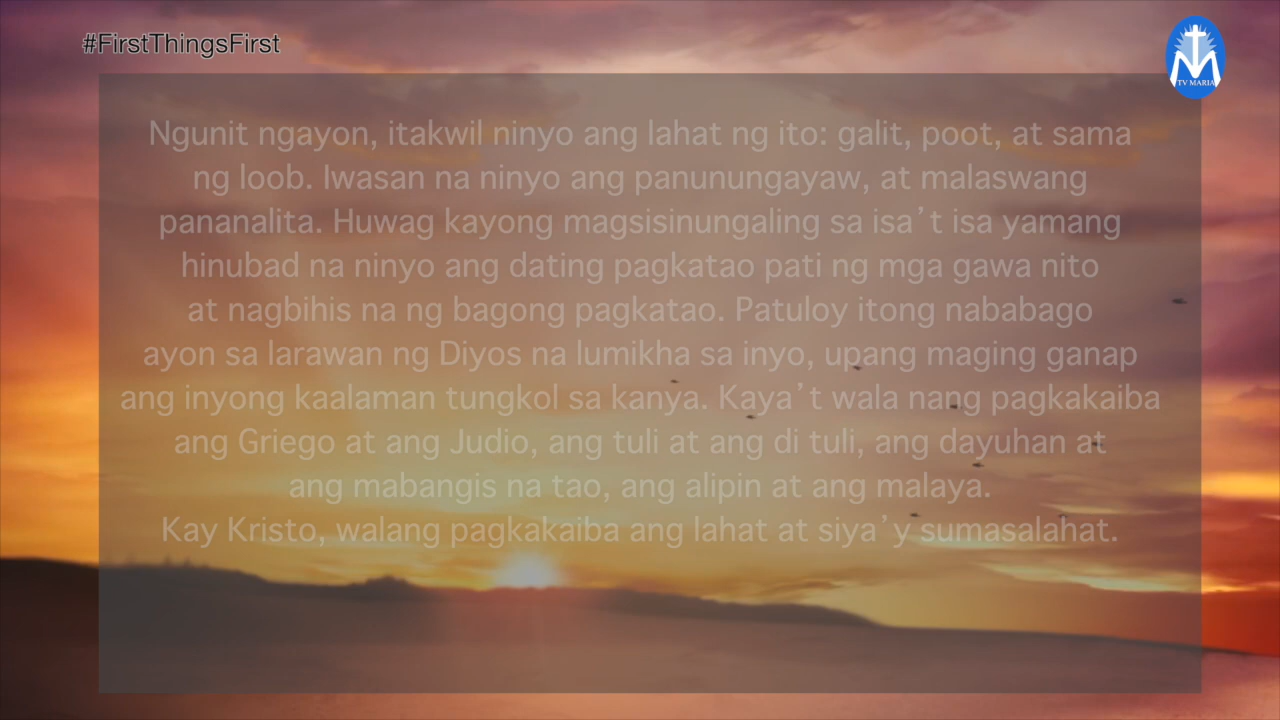 #FirstThingsFirst
TV MARIA
Ngunit ngayon, itakwil ninyo ang lahat ng ito: galit, poot, at sama
ng loob. Iwasan na ninyo ang panunungayaw, at malaswang
pananalita. Huwag kayong magsisinungaling sa isa’t isa yamang
hinubad na ninyo ang dating pagkatao pati ng mga gawa nito
at nagbihis na ng bagong pagkatao. Patuloy itong nababago
ayon sa larawan ng Diyos na lumikha sa inyo, upang maging ganap
ang inyong kaalaman tungkol sa kanya. Kaya’t wala nang pagkakaiba
ang Griego at ang Judio, ang tuli at ang di tuli, ang dayuhan at
ang mabangis na tao, ang alipin at ang malaya.
Kay Kristo, walang pagkakaiba ang lahat at siya’y sumasalahat.